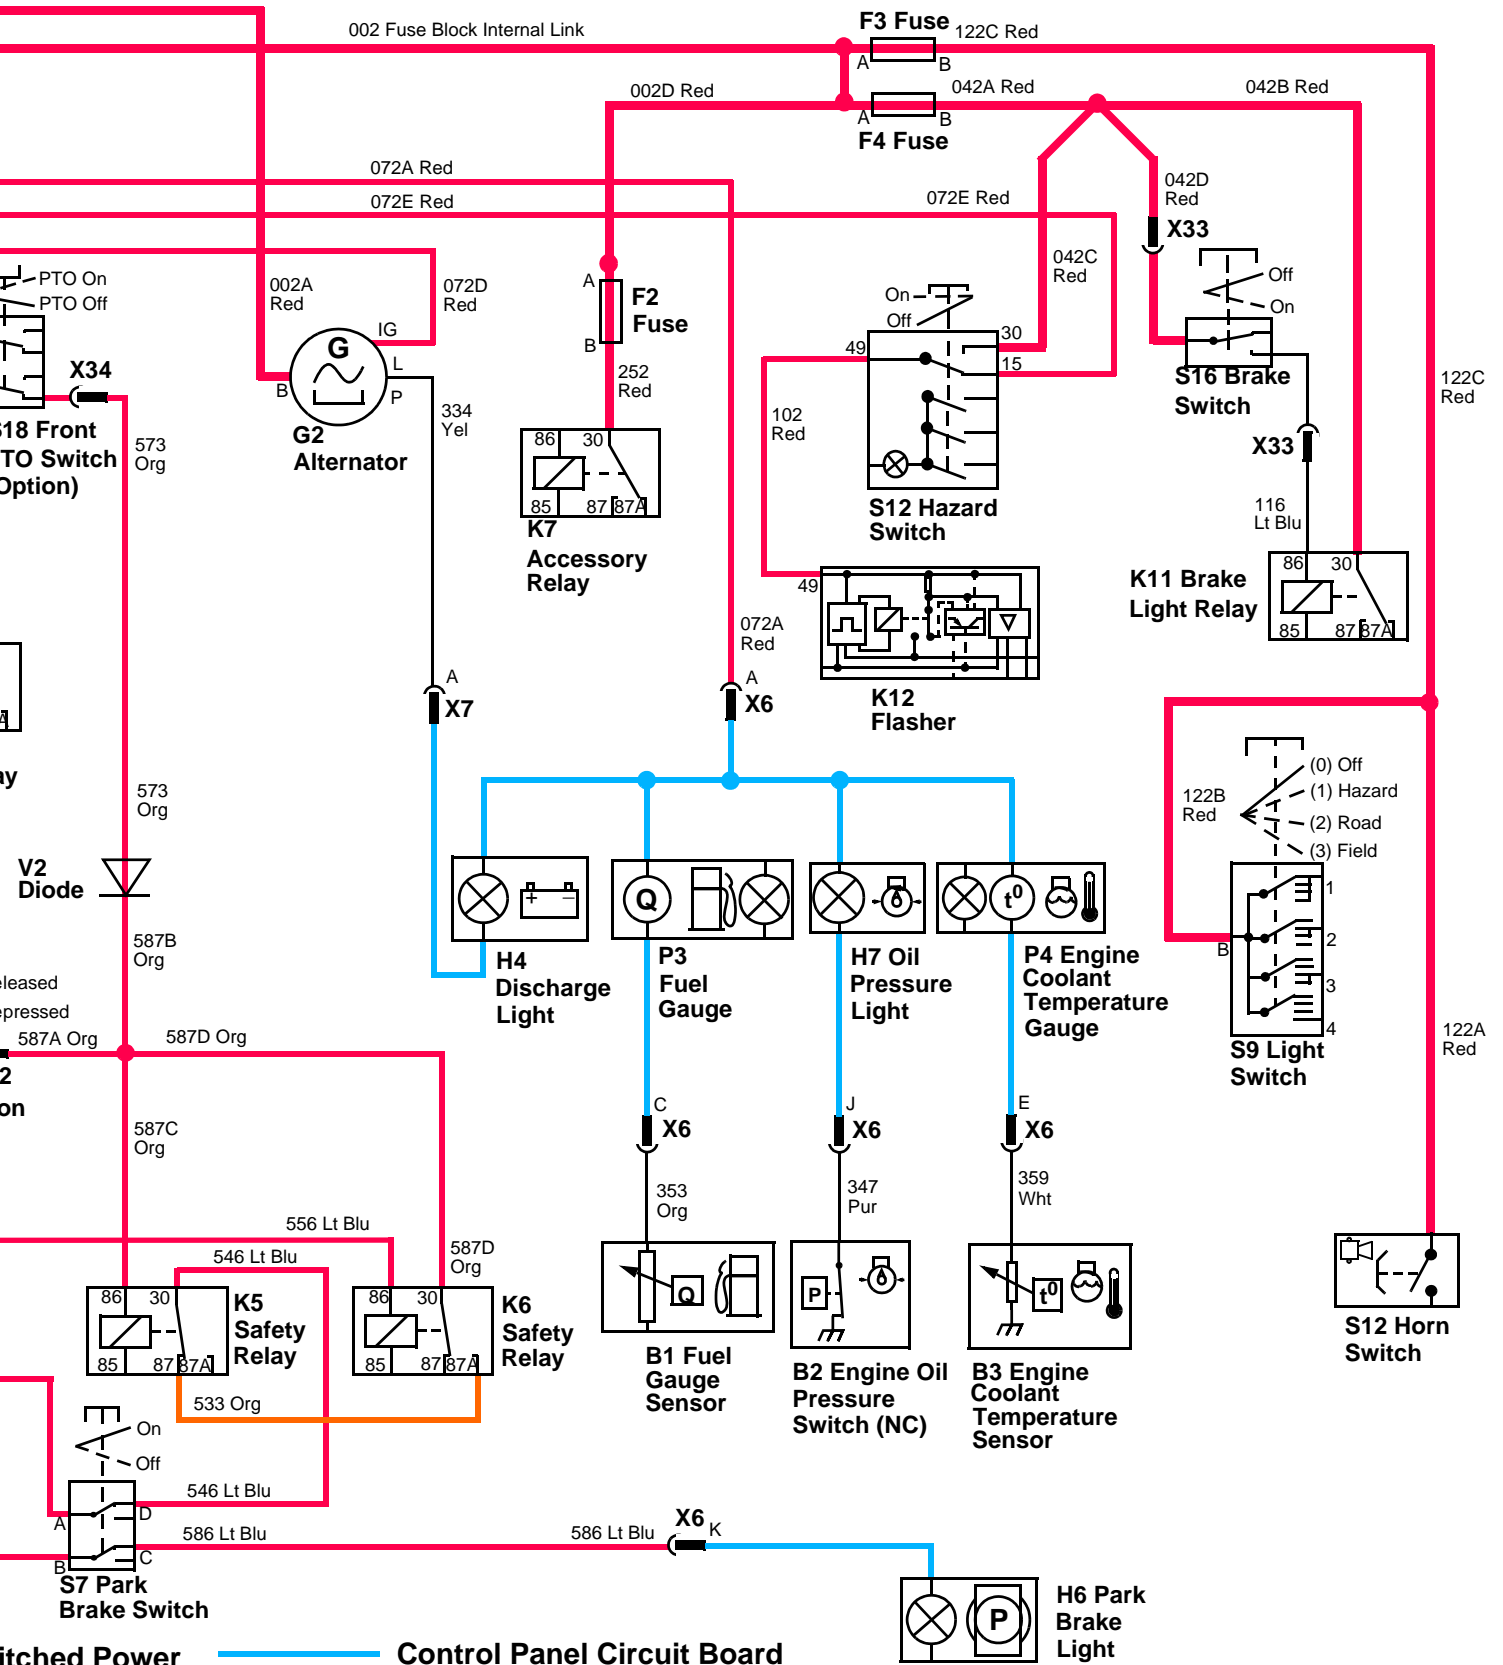 002 Fuse Block Internal Link
F3 Fuse
122C Red
A
B
002D Red
042A Red
042B Red
A
B
F4 Fuse
072A Red
072E Red
072E Red
042D
Red
X33
PTO On
PTO Off
002A
Red
072D
Red
A
F2
Fuse
B
042C
Red
Off
On
On
Off
IG
G
L
B
P
X34
G2
Alternator
334
Yel
252
Red
49
30
15
S16 Brake
Switch
122C
Red
S18 Front
TO Switch
Option)
573
Org
86
30
85
87
87A
K7
Accessory
Relay
102
Red
S12 Hazard
Switch
X33
116
Lt Blu
K11 Brake
Light Relay
86
30
85
87
87A
49
K12
Flasher
072A
Red
A
X7
A
X6
A
ay
573
Org
V2
Diode
587B
Org
122B
Red
(0) Off
(1) Hazard
(2) Road
(3) Field
+ –
Q
t⁰
H4
Discharge
Light
P3
Fuel
Gauge
H7 Oil
Pressure
Light
P4 Engine
Coolant
Temperature
Gauge
B
1
2
3
4
S9 Light
Switch
eleased
epressed
587A Org
587D Org
2
on
122A
Red
587C
Org
C
X6
J
X6
E
X6
353
Org
347
Pur
359
Wht
556 Lt Blu
546 Lt Blu
587D
Org
86
30
85
87
87A
K5
Safety
Relay
86
30
85
87
87A
K6
Safety
Relay
Q
P
t⁰
B1 Fuel
Gauge
Sensor
B2 Engine Oil
Pressure
Switch (NC)
B3 Engine
Coolant
Temperature
Sensor
S12 Horn
Switch
533 Org
On
Off
546 Lt Blu
A
D
B
C
586 Lt Blu
586 Lt Blu
X6
K
S7 Park
Brake Switch
P
H6 Park
Brake
Light
itched Power
Control Panel Circuit Board